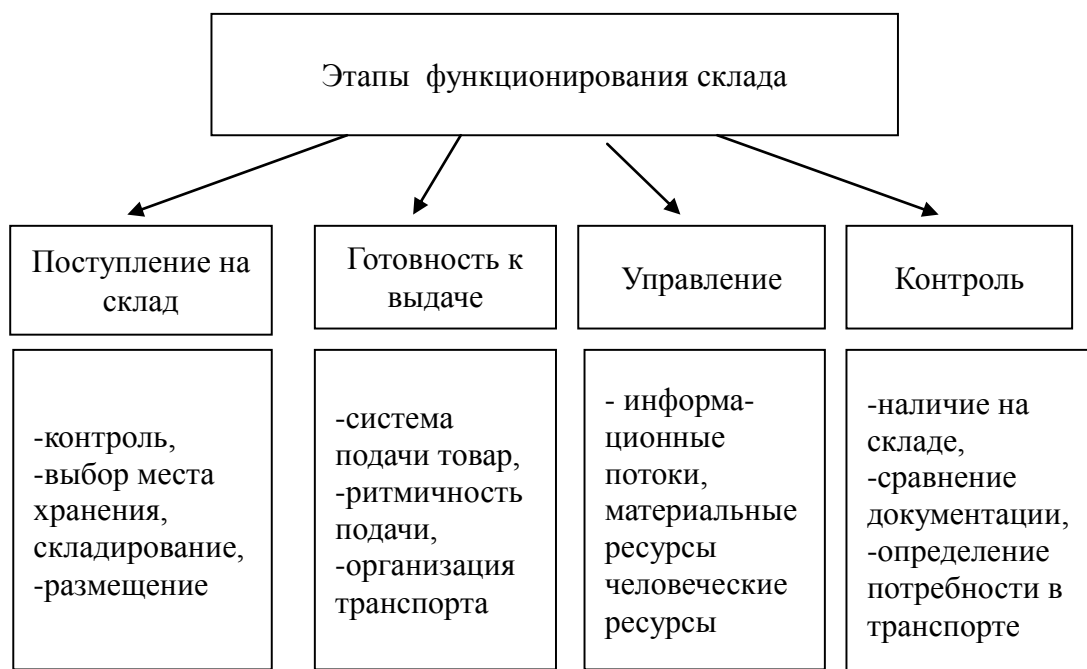 Этапы функционирования склада
Поступление на
склад
Готовность к
выдаче
Управление
Контроль
-контроль,
-выбор места
хранения,
складирование,
-размещение
-система
подачи товар,
-ритмичность
подачи,
-организация
транспорта
- информа-
ционные
потоки,
материальные
ресурсы
человеческие
ресурсы
-наличие на
складе,
-сравнение
документации,
-определение
потребности в
транспорте